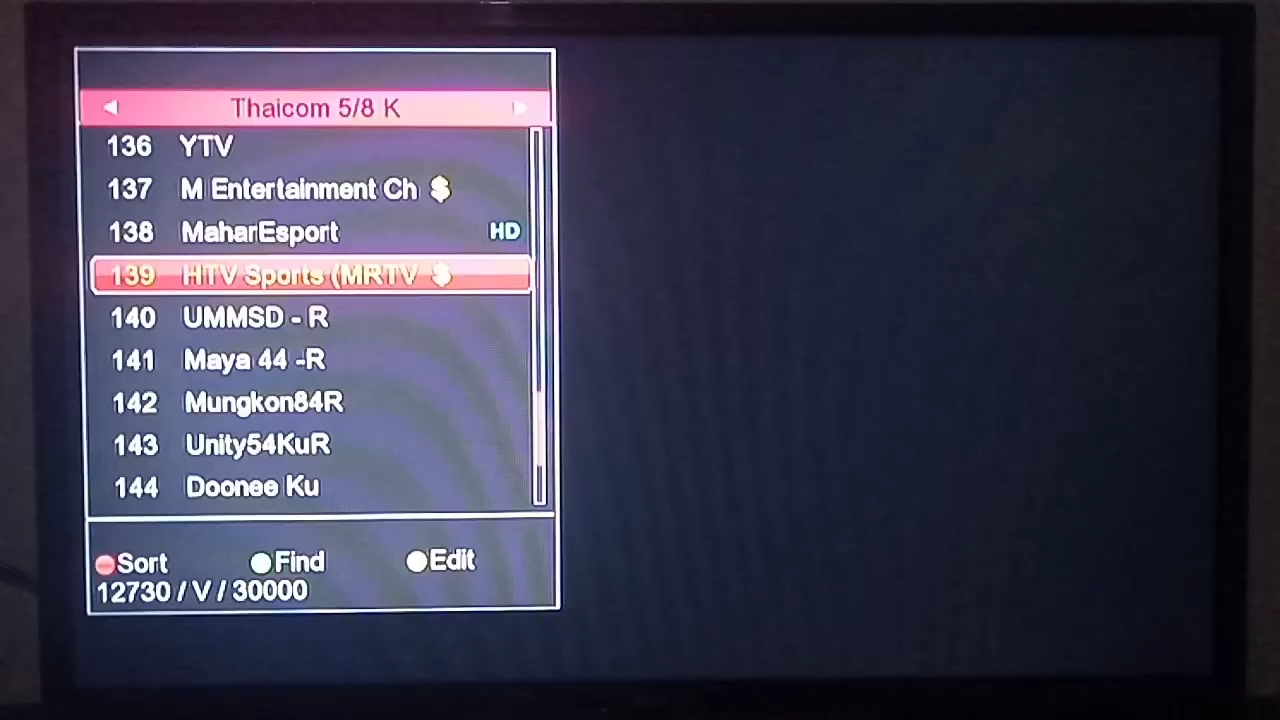 Thaicom 5/8 K
136 YTV
137 M Entertainment Ch $
138 MaharEsport HD
139 HTV Sports (MRTV $
140 UMMSD - R
141 Maya 44 -R
142 Mungkon84R
143 Unity54KuR
144 Doonee Ku
Sort Find Edit
12730 / V / 30000